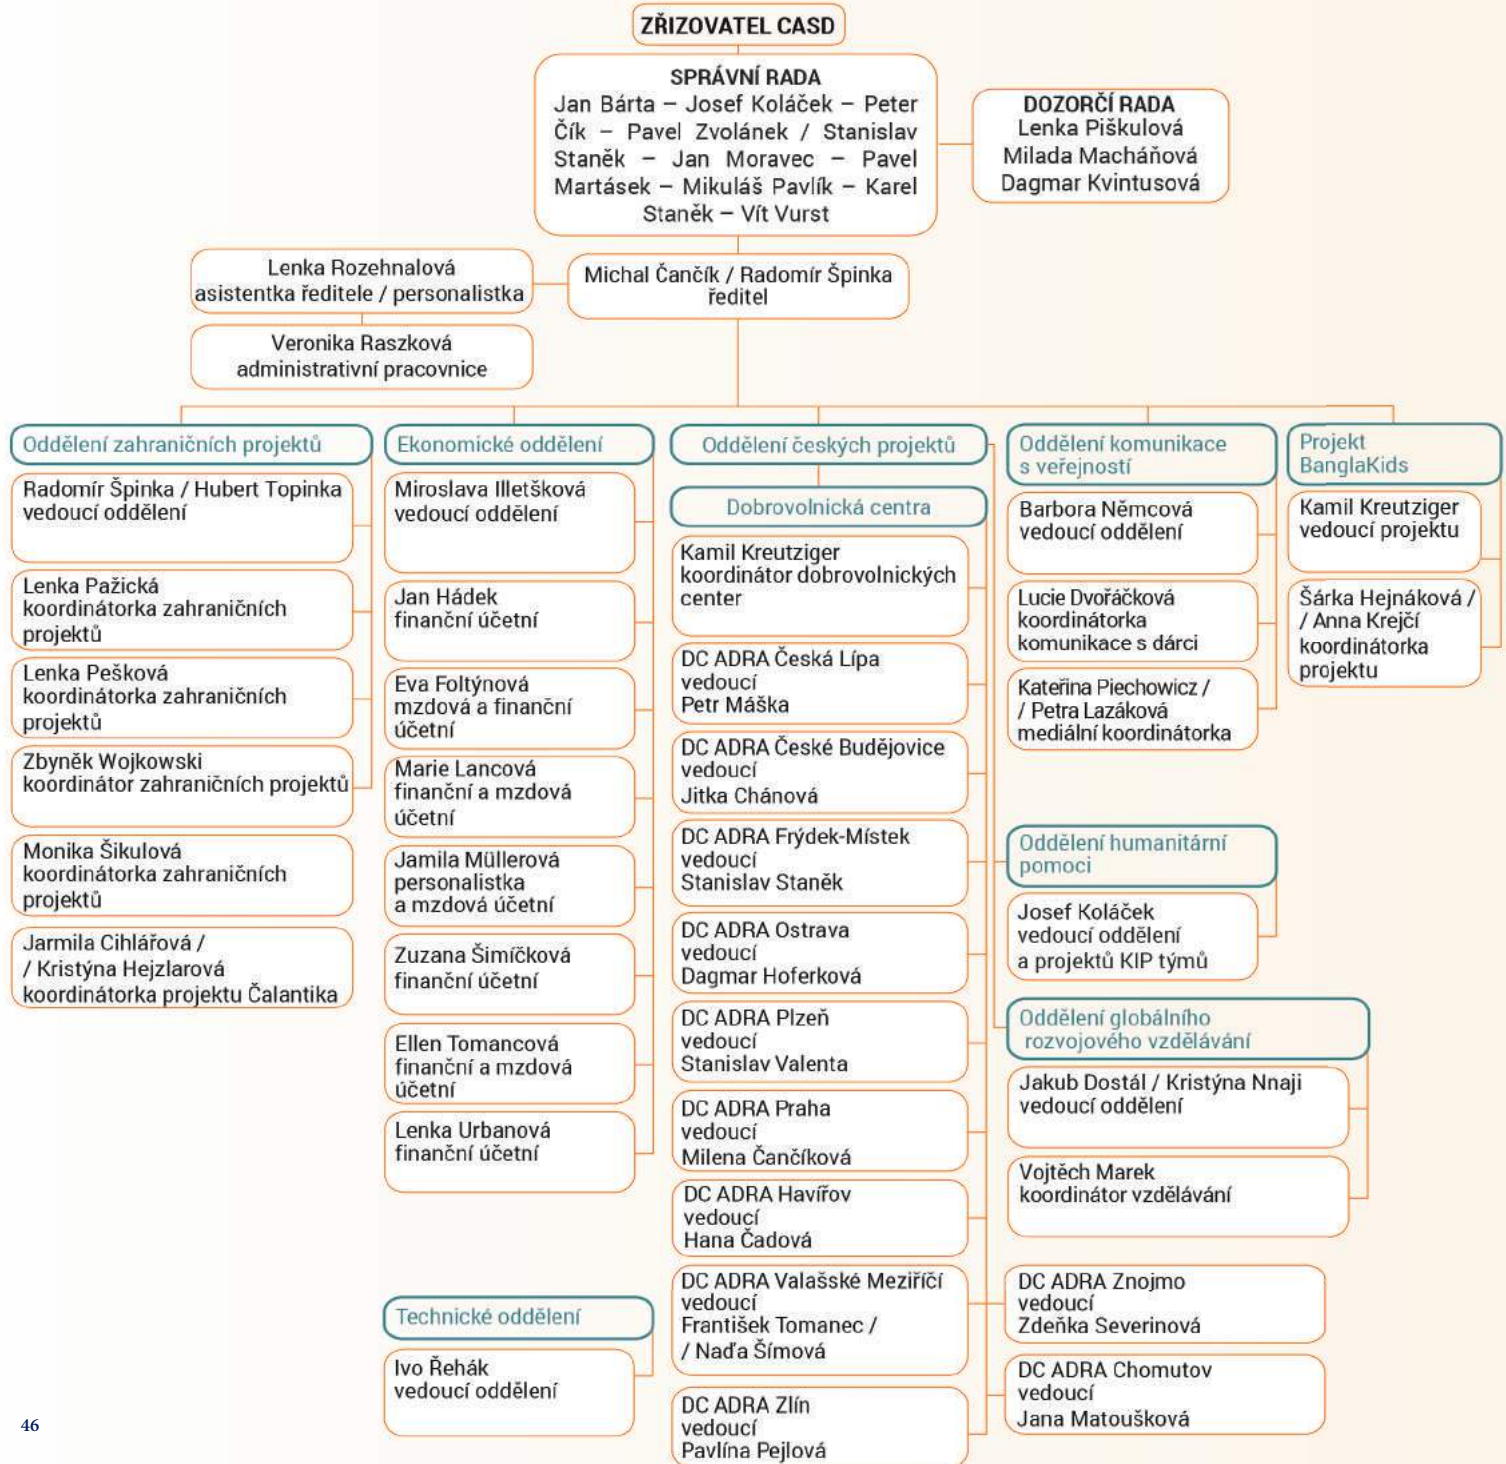 ZŘIZOVATEL CASD
SPRÁVNÍ RADA
Jan Bárta – Josef Koláček – Peter
Čík – Pavel Zvolánek / Stanislav
Staněk – Jan Moravec – Pavel
Martásek – Mikuláš Pavlík – Karel
Staněk – Vít Vurst
DOZORČÍ RADA
Lenka Piškulová
Milada Macháňová
Dagmar Kvintusová
Lenka Rozehnalová
asistentka ředitele / personalistka
Michal Čančík / Radomír Špinka
ředitel
Veronika Raszková
administrativní pracovnice
Oddělení zahraničních projektů
Radomír Špinka / Hubert Topinka
vedoucí oddělení
Lenka Pažická
koordinátorka zahraničních
projektů
Lenka Pešková
koordinátorka zahraničních
projektů
Zbyněk Wojkowski
koordinátor zahraničních projektů
Monika Šikulová
koordinátorka zahraničních
projektů
Jarmila Cihlářová /
/ Kristýna Hejzlarová
koordinátorka projektu Čalantika
Ekonomické oddělení
Miroslava Illetšková
vedoucí oddělení
Jan Hádek
finanční účetní
Eva Foltýnová
mzdová a finanční
účetní
Marie Lancová
finanční a mzdová
účetní
Jamila Müllerová
personalistka
a mzdová účetní
Zuzana Šimíčková
finanční účetní
Ellen Tomancová
finanční a mzdová
účetní
Lenka Urbanová
finanční účetní
Technické oddělení
Ivo Řehák
vedoucí oddělení
Oddělení českých projektů
Dobrovolnická centra
Kamil Kreutziger
koordinátor dobrovolnických
center
DC ADRA Česká Lípa
vedoucí
Petr Máška
DC ADRA České Budějovice
vedoucí
Jitka Chánová
DC ADRA Frýdek-Místek
vedoucí
Stanislav Staněk
DC ADRA Ostrava
vedoucí
Dagmar Hoferková
DC ADRA Plzeň
vedoucí
Stanislav Valenta
DC ADRA Praha
vedoucí
Milena Čančíková
DC ADRA Havířov
vedoucí
Hana Čadová
DC ADRA Valašské Meziříčí
vedoucí
František Tomanec /
/ Naďa Šímová
DC ADRA Zlín
vedoucí
Pavlína Pejlová
Oddělení komunikace
s veřejností
Barbora Němcová
vedoucí oddělení
Lucie Dvořáčková
koordinátorka
komunikace s dárci
Kateřina Piechowicz /
/ Petra Lazáková
mediální koordinátorka
Oddělení humanitární
pomoci
Josef Koláček
vedoucí oddělení
a projektů KIP týmů
Oddělení globálního
rozvojového vzdělávání
Jakub Dostál / Kristýna Nnaji
vedoucí oddělení
Vojtěch Marek
koordinátor vzdělávání
DC ADRA Znojmo
vedoucí
Zdeňka Severinová
DC ADRA Chomutov
vedoucí
Jana Matoušková
Projekt
BanglaKids
Kamil Kreutziger
vedoucí projektu
Šárka Hejnáková /
/ Anna Krejčí
koordinátorka
projektu
46